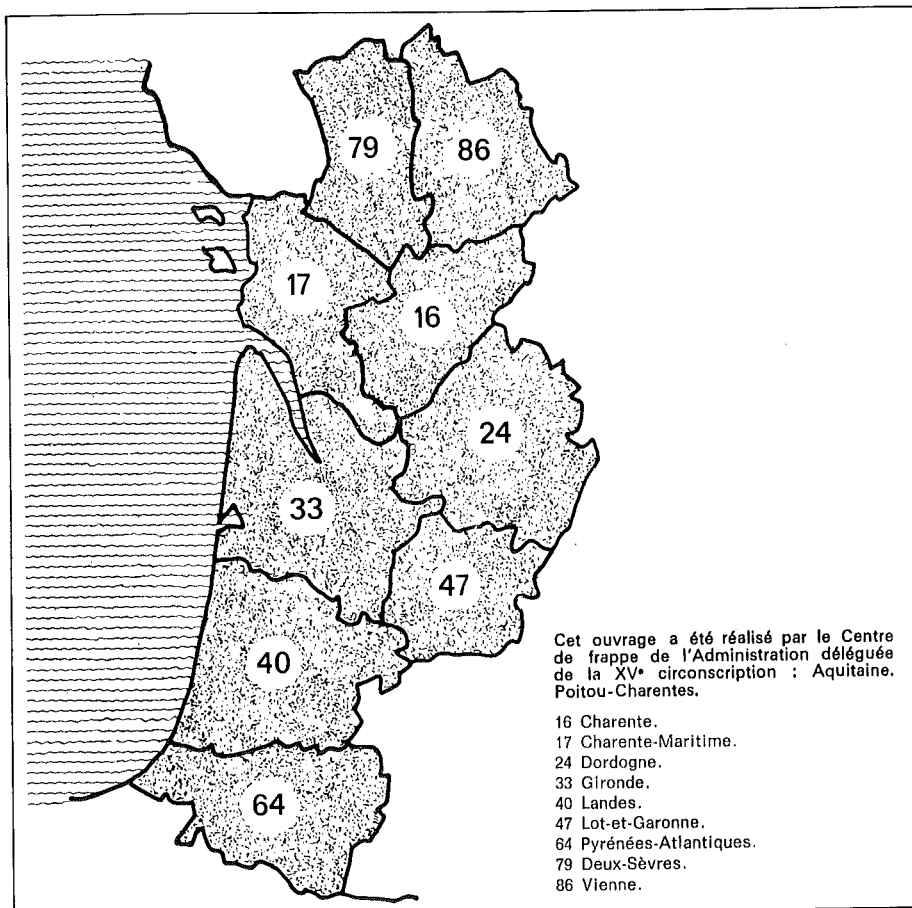 79
86
17
16
24
33
47
40
64
Cet ouvrage a été réalisé par le Centre
de frappe de l'Administration déléguée
de la XVe circonscription : Aquitaine.
Poitou-Charentes.
16 Charente.
17 Charente-Maritime.
24 Dordogne.
33 Gironde.
40 Landes.
47 Lot-et-Garonne.
64 Pyrénées-Atlantiques.
79 Deux-Sèvres.
86 Vienne.